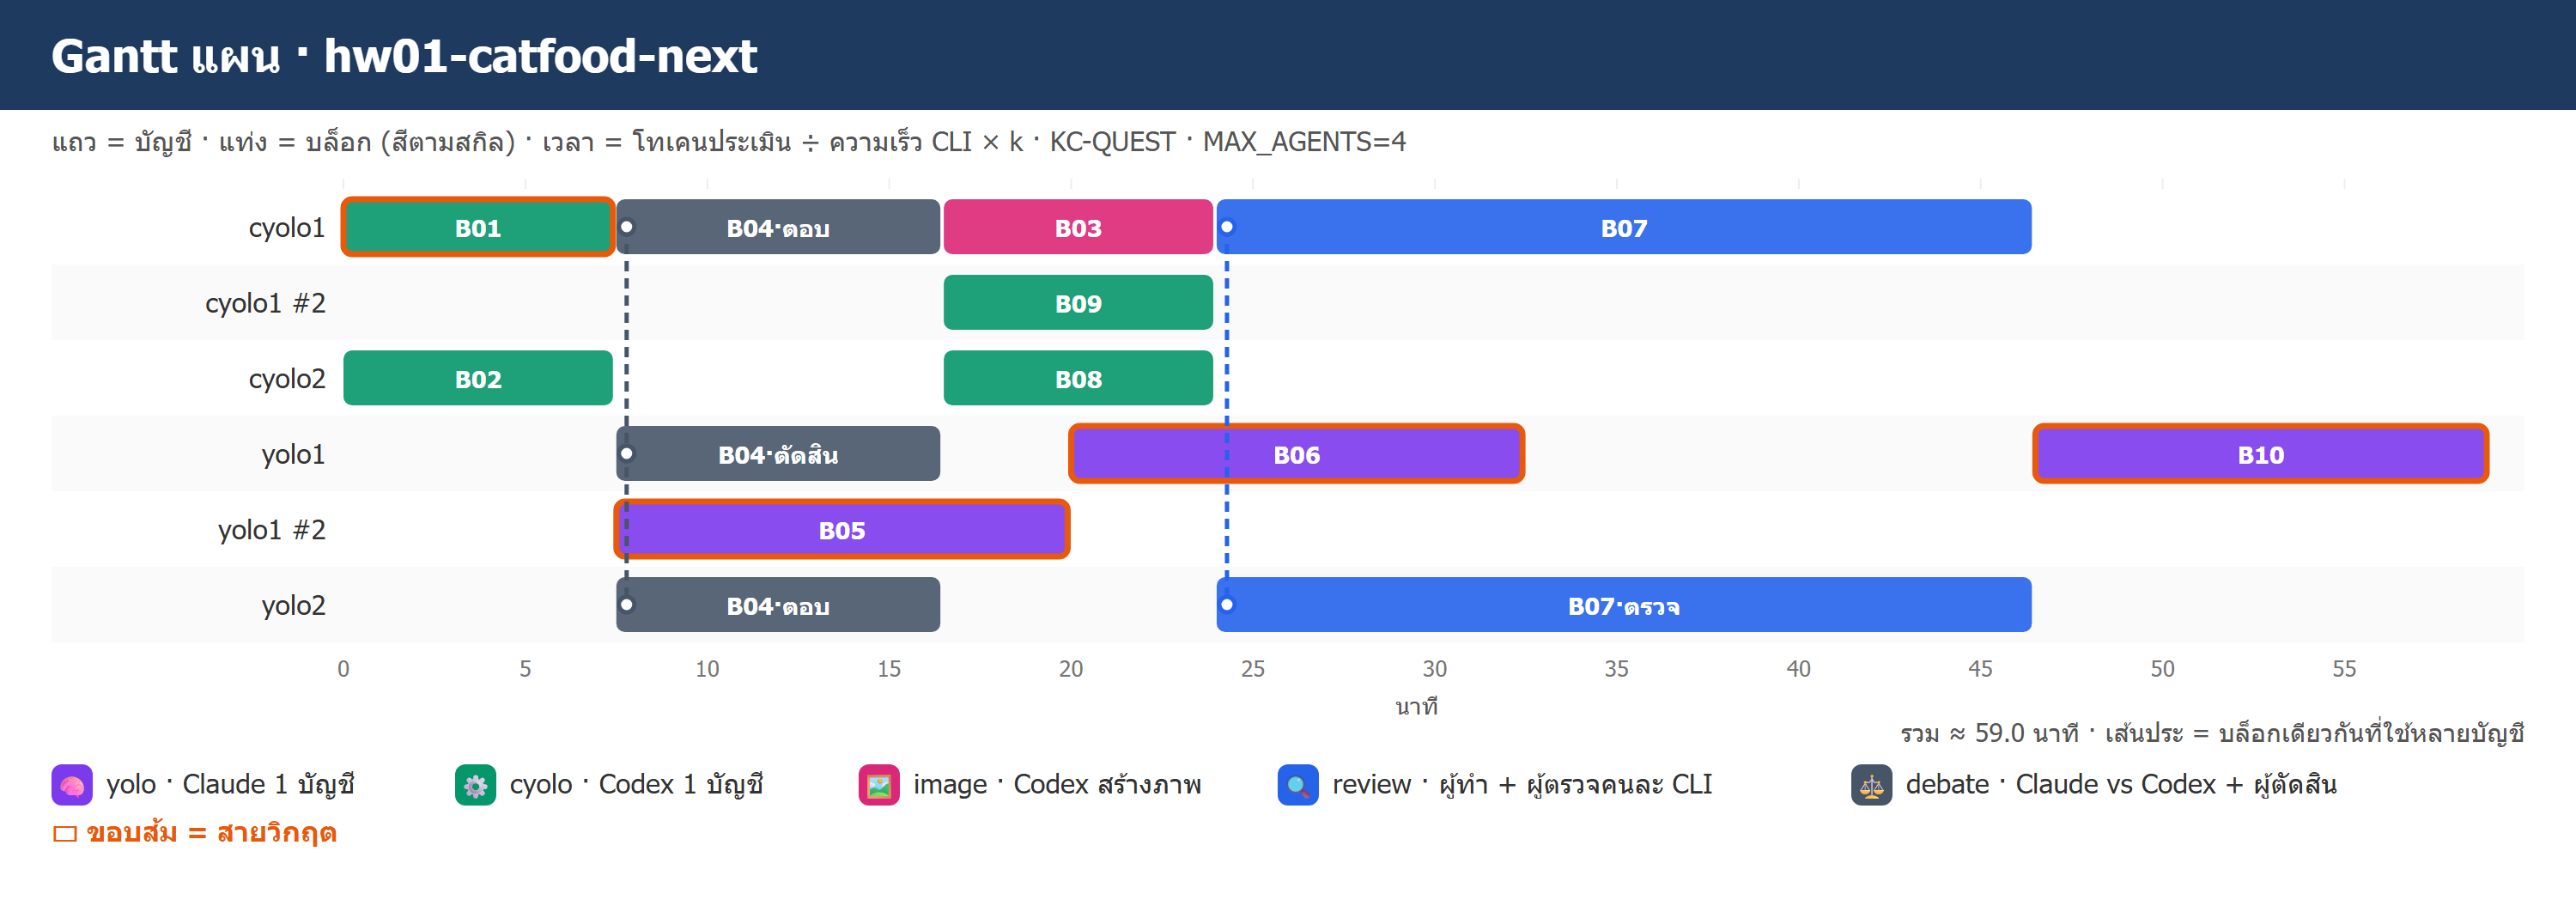 Gantt แผน · hw01-catfood-next
แถว = บัญชี · แท่ง = บล็อก (สีตามสกิล) · เวลา = โทเคนประเมิน ÷ ความเร็ว CLI × k · KC-QUEST · MAX_AGENTS=4
cyolo1 B01 B04·ตอบ B03 B07
cyolo1 #2 B09
cyolo2 B02 B08
yolo1 B04·ตัดสิน B06 B10
yolo1 #2 B05
yolo2 B04·ตอบ B07·ตรวจ
0 5 10 15 20 25 30 35 40 45 50 55
นาที
รวม ≈ 59.0 นาที · เส้นประ = บล็อกเดียวกันที่ใช้หลายบัญชี
yolo · Claude 1 บัญชี cyolo · Codex 1 บัญชี image · Codex สร้างภาพ review · ผู้ทำ + ผู้ตรวจคนละ CLI debate · Claude vs Codex + ผู้ตัดสิน
ขอบส้ม = สายวิกฤต